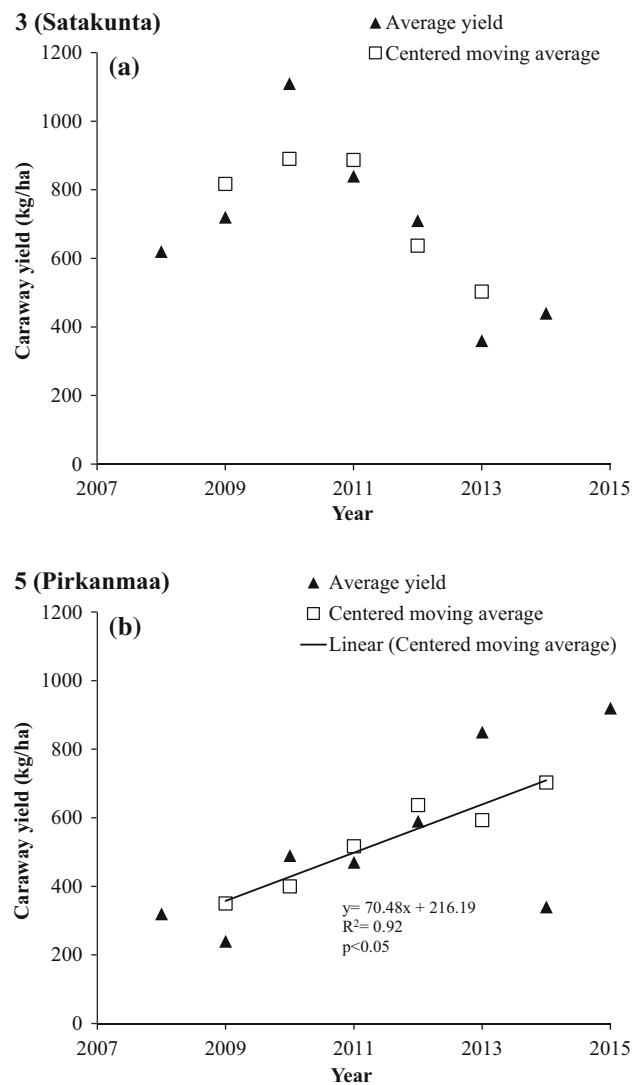 3 (Satakunta)
▲ Average yield
□ Centered moving average
(a)
Caraway yield (kg/ha)
1200
1000
800
600
400
200
0
2007 2009 2011 2013 2015
Year
5 (Pirkanmaa)
▲ Average yield
□ Centered moving average
Linear (Centered moving average)
(b)
Caraway yield (kg/ha)
1200
1000
800
600
400
200
0
y= 70.48x + 216.19
R²= 0.92
p<0.05
2007 2009 2011 2013 2015
Year